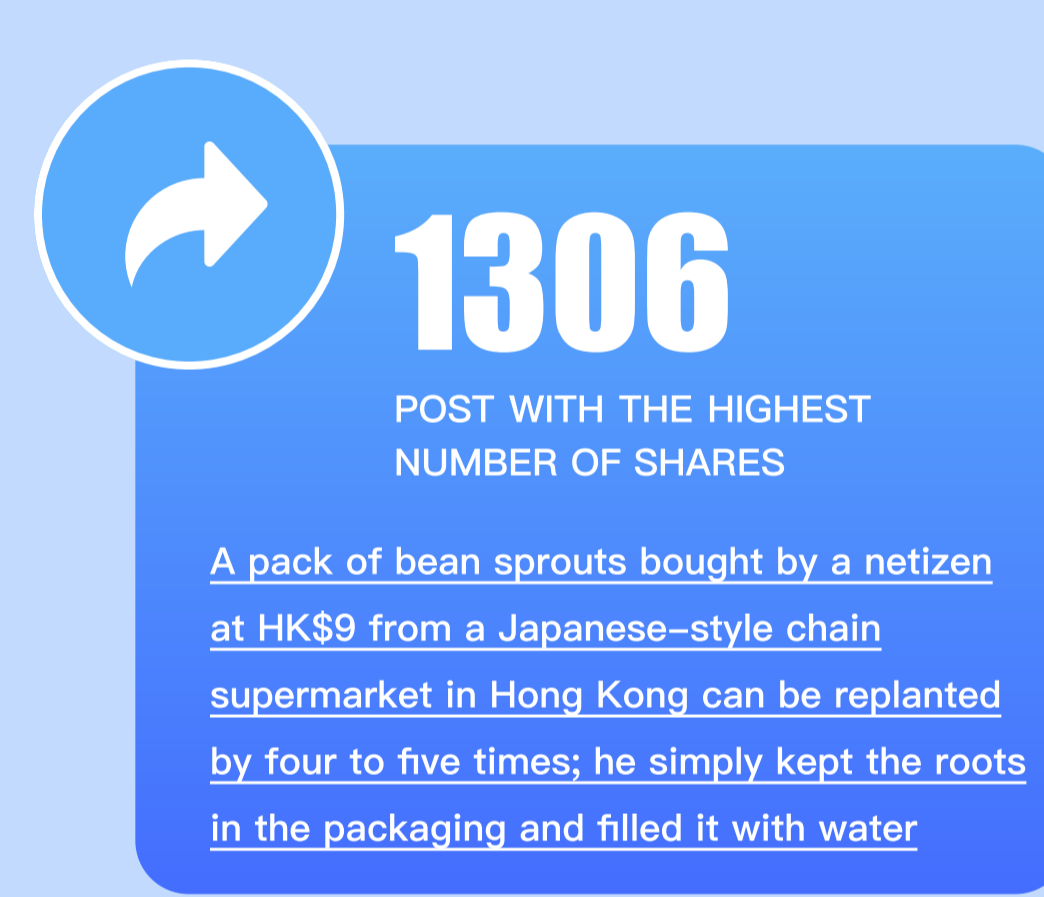 1306
POST WITH THE HIGHEST
NUMBER OF SHARES
A pack of bean sprouts bought by a netizen
at HK$9 from a Japanese–style chain
supermarket in Hong Kong can be replanted
by four to five times; he simply kept the roots
in the packaging and filled it with water